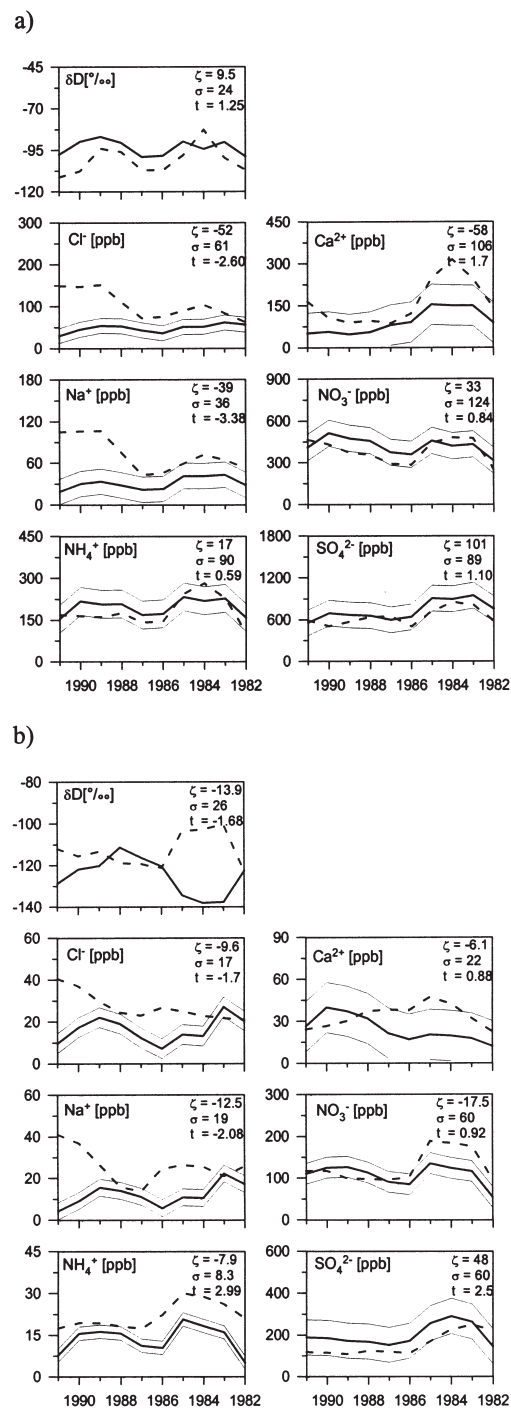 a)
-45
-70
-95
-120
δD[°/∘∘]
ζ = 9.5
σ = 24
t = 1.25
300
200
100
0
Cl⁻ [ppb]
ζ = -52
σ = 61
t = -2.60
450
300
150
0
Ca²⁺ [ppb]
ζ = -58
σ = 106
t = 1.7
180
120
60
0
Na⁺ [ppb]
ζ = -39
σ = 36
t = -3.38
900
600
300
0
NO₃⁻ [ppb]
ζ = 33
σ = 124
t = 0.84
450
300
150
0
NH₄⁺ [ppb]
ζ = 17
σ = 90
t = 0.59
1800
1200
600
0
SO₄²⁻ [ppb]
ζ = 101
σ = 89
t = 1.10
1990 1988 1986 1984 1982
1990 1988 1986 1984 1982
b)
-80
-100
-120
-140
δD[°/∘∘]
ζ = -13.9
σ = 26
t = -1.68
60
40
20
0
Cl⁻ [ppb]
ζ = -9.6
σ = 17
t = -1.7
90
60
30
0
Ca²⁺ [ppb]
ζ = -6.1
σ = 22
t = 0.88
60
40
20
0
Na⁺ [ppb]
ζ = -12.5
σ = 19
t = -2.08
300
200
100
0
NO₃⁻ [ppb]
ζ = -17.5
σ = 60
t = 0.92
45
30
15
0
NH₄⁺ [ppb]
ζ = -7.9
σ = 8.3
t = 2.99
600
400
200
0
SO₄²⁻ [ppb]
ζ = 48
σ = 60
t = 2.5
1990 1988 1986 1984 1982
1990 1988 1986 1984 1982